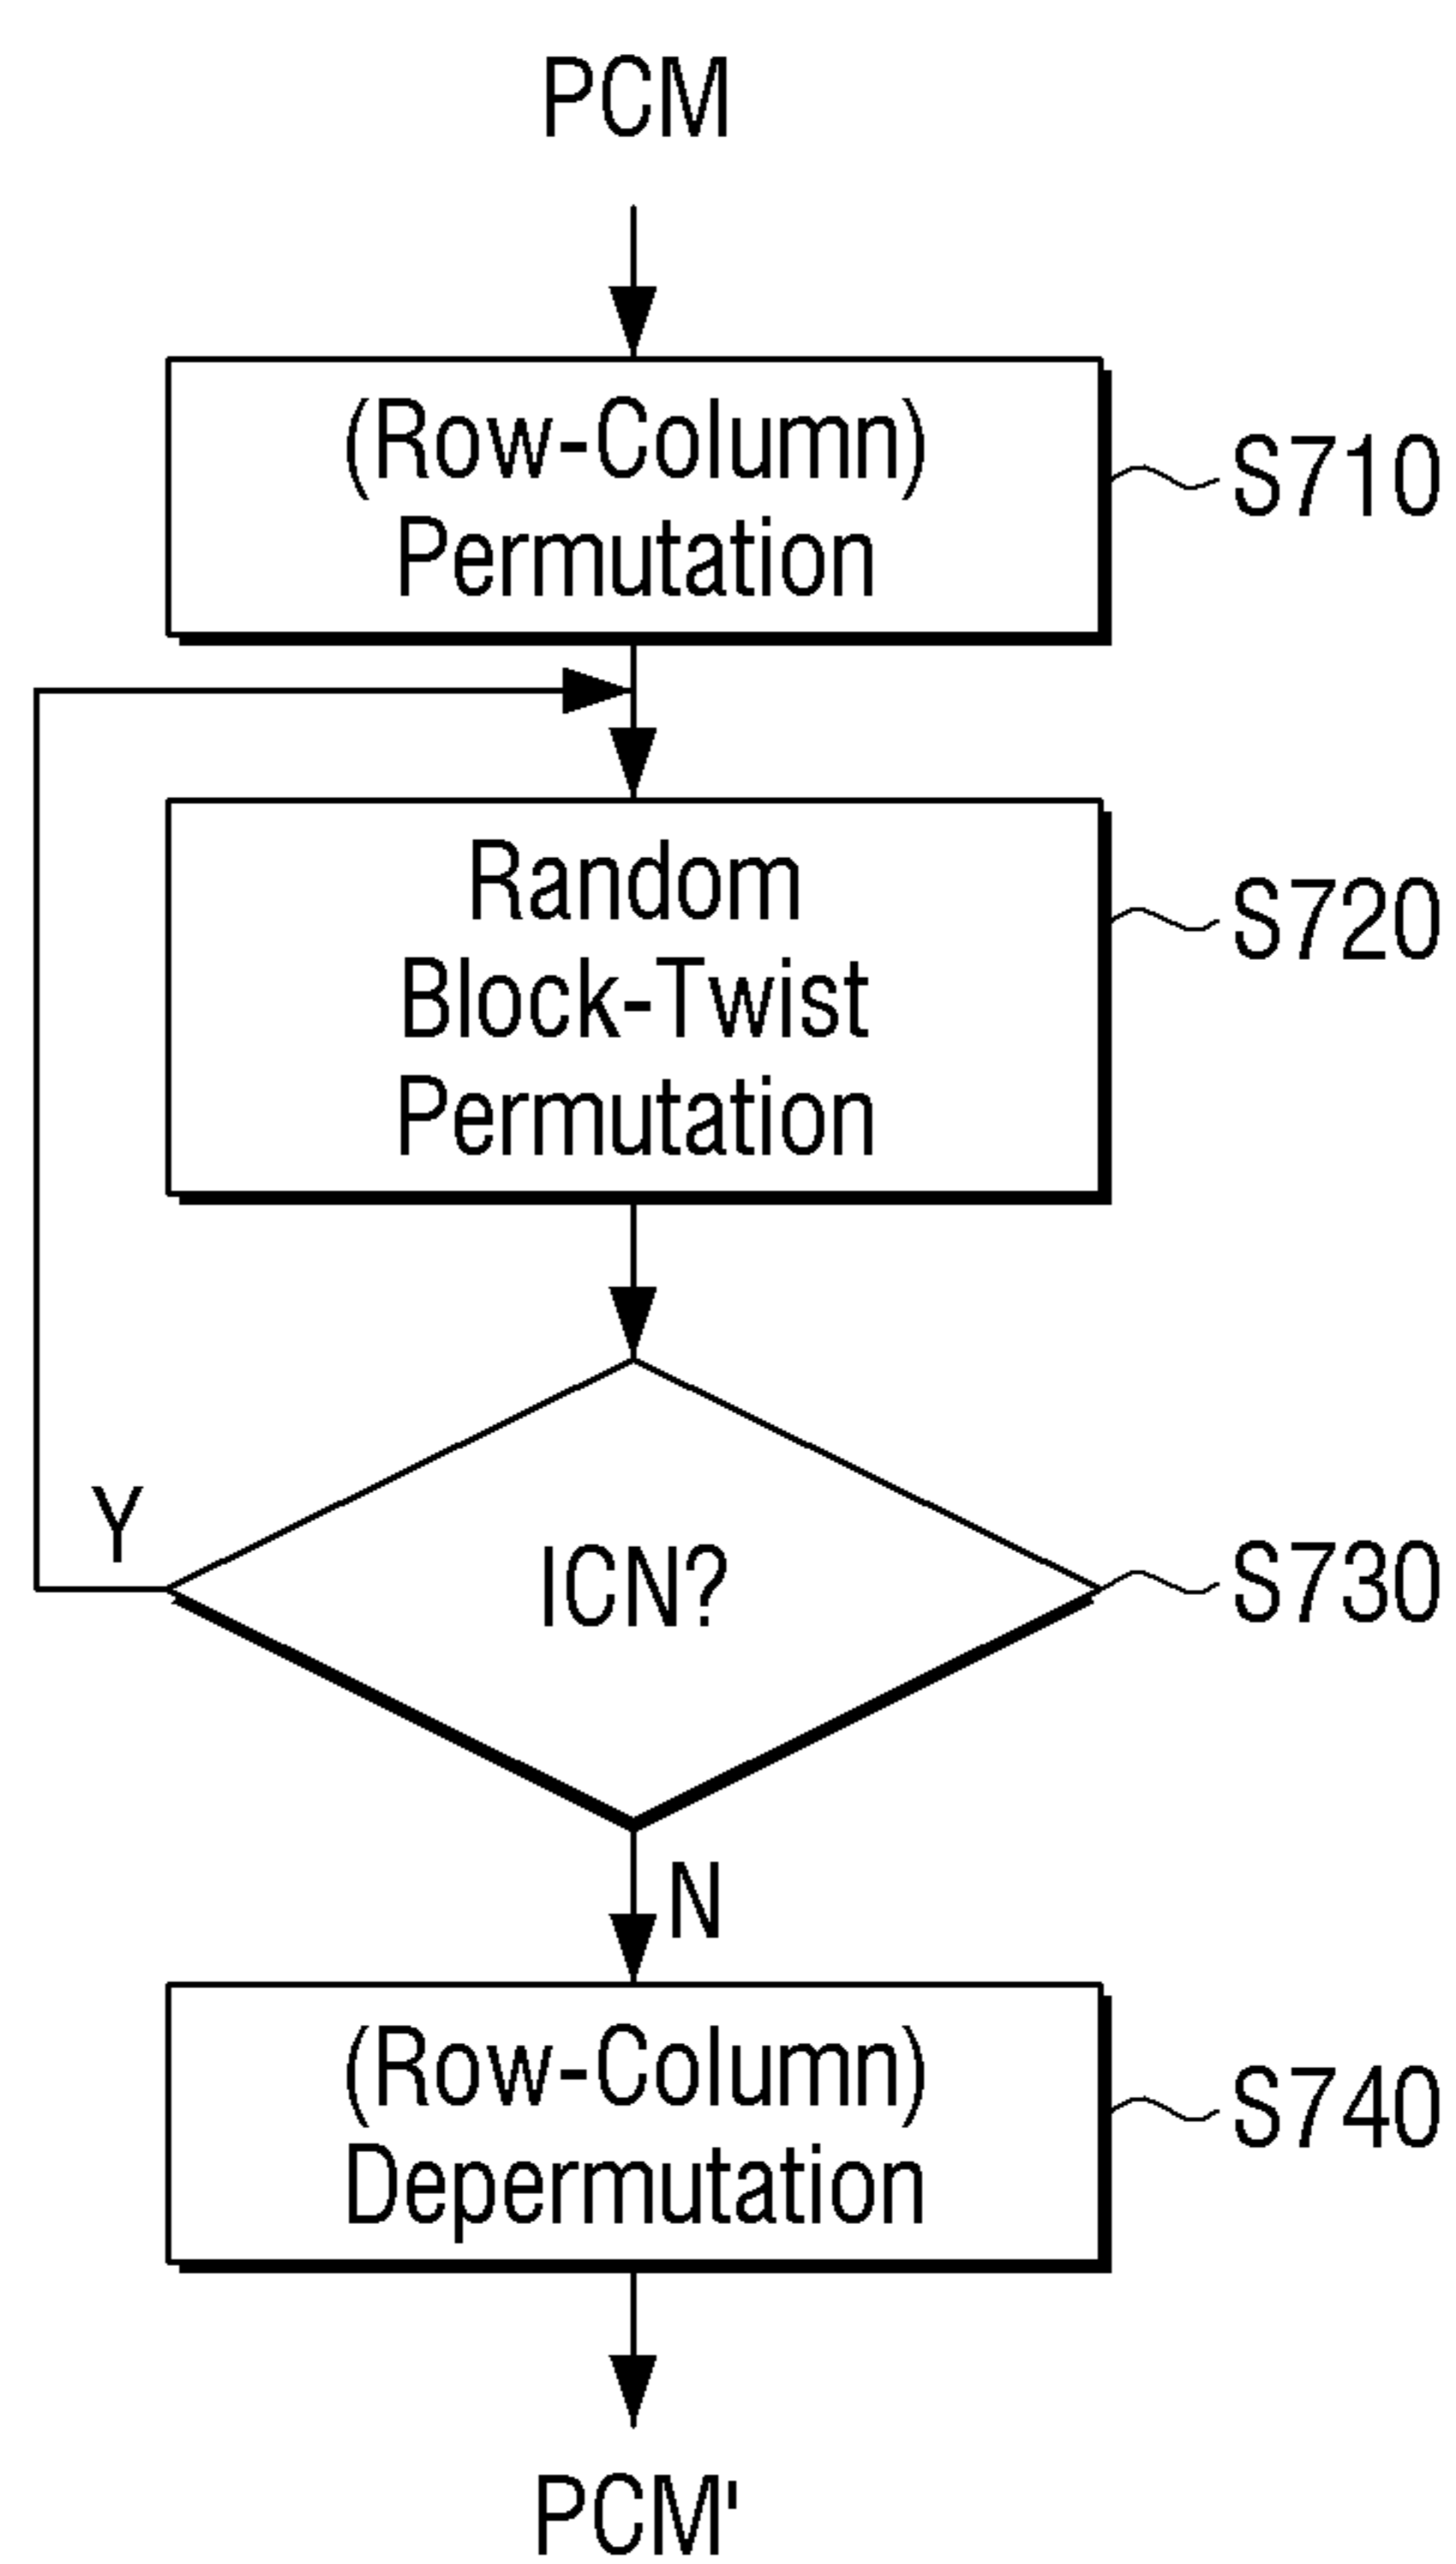 PCM
(Row-Column)
Permutation
S710
Random
Block-Twist
Permutation
S720
Y
ICN?
S730
N
(Row-Column)
Depermutation
S740
PCM'